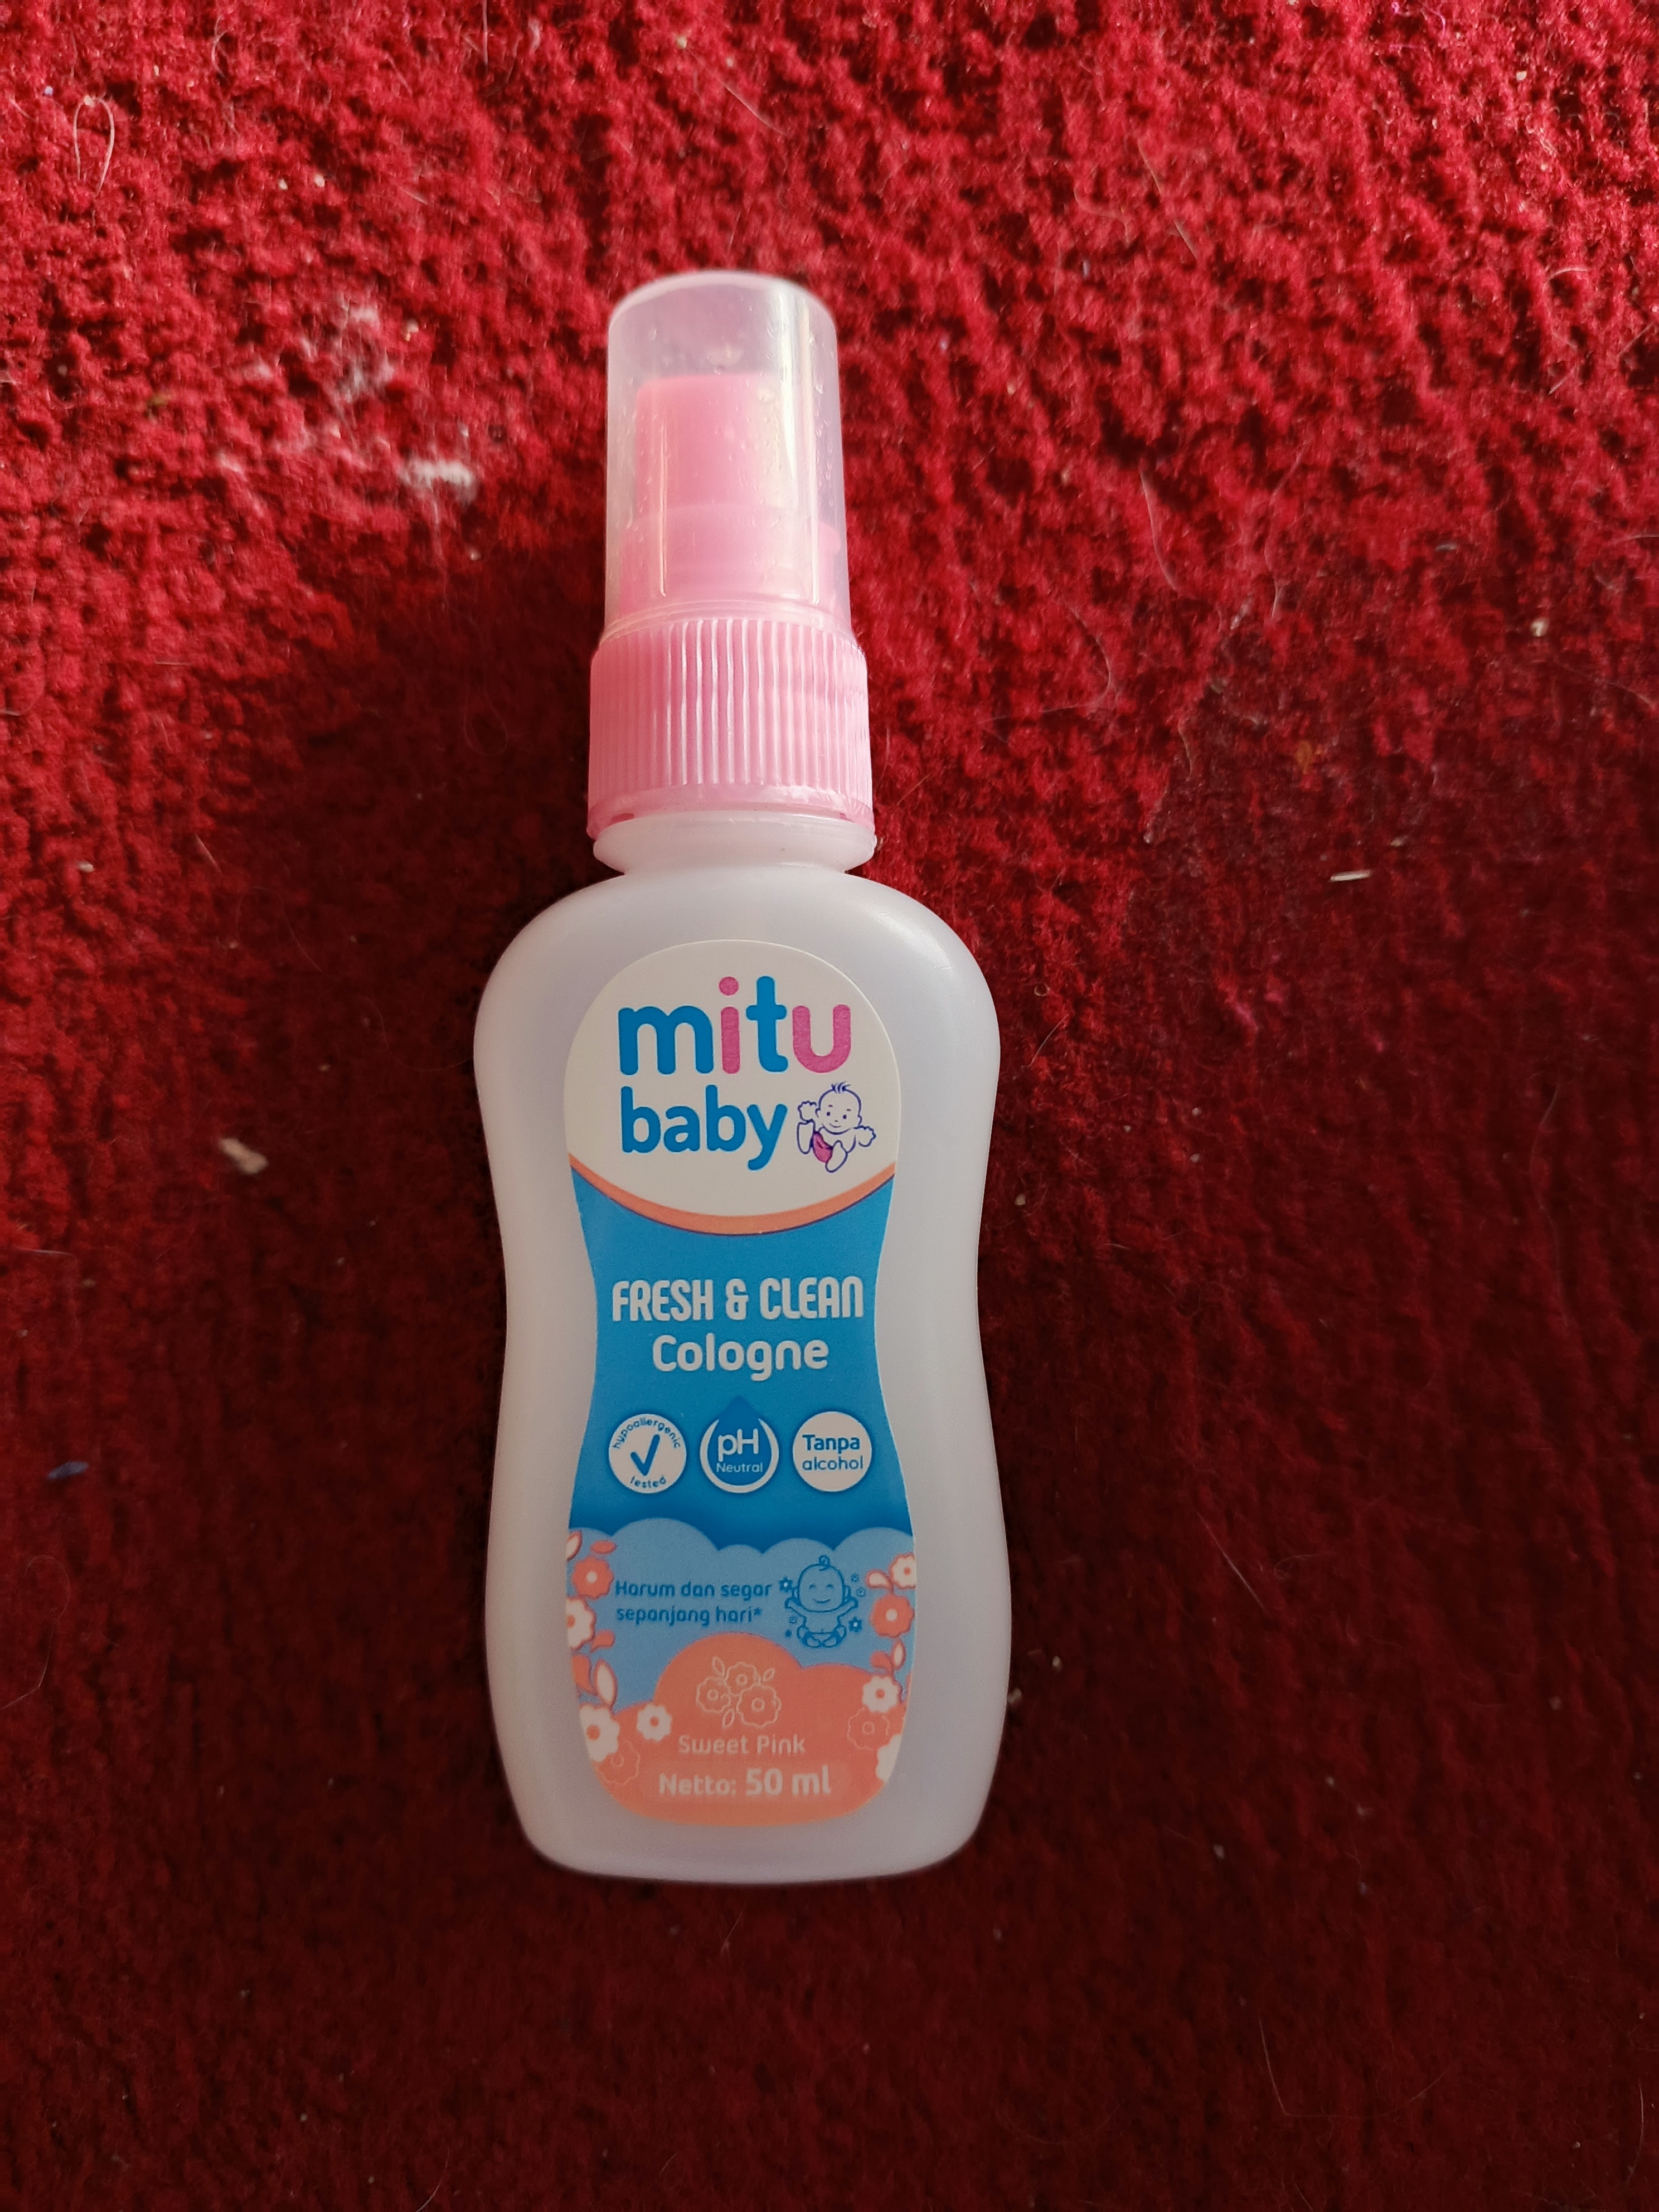 mitu
baby
FRESH & CLEAN
Cologne
hypoallergenic
tested
pH
Neutral
Tanpa
alcohol
Harum dan segar
sepanjang hari*
Sweet Pink
Netto: 50 ml